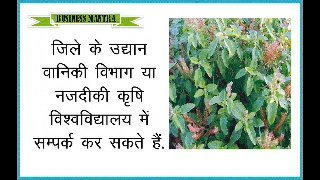 BUSINESS MANTRA
जिले के उद्यान
वानिकी विभाग या
नजदीकी कृषि
विश्वविद्यालय में
सम्पर्क कर सकते हैं.